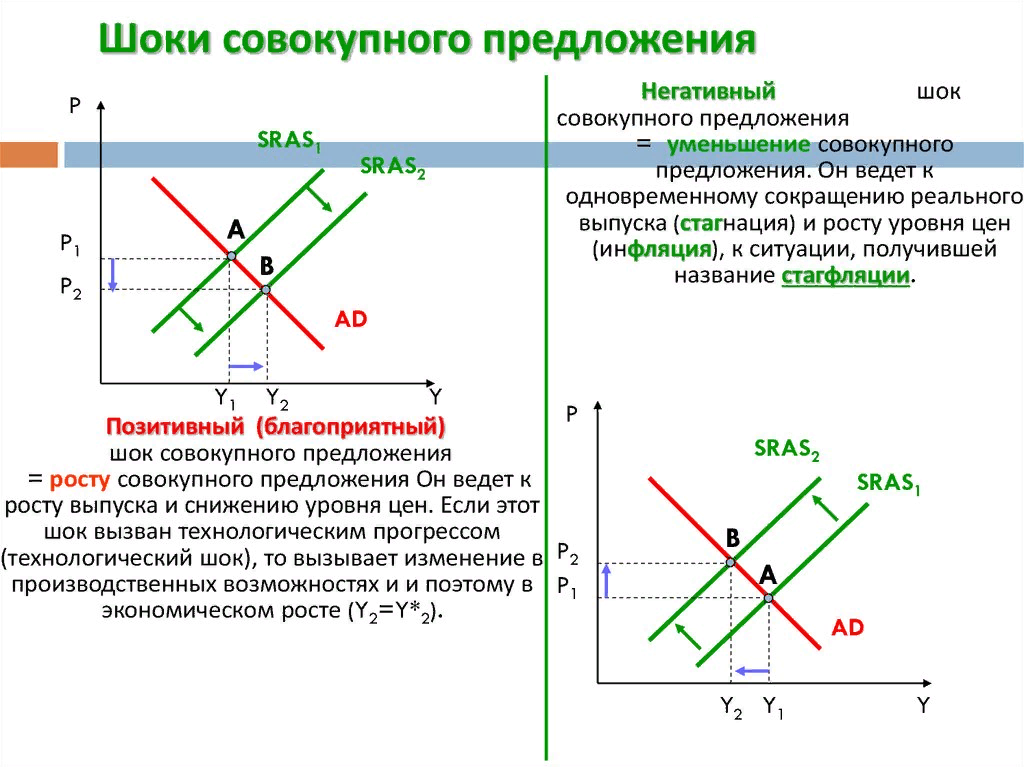 Шоки совокупного предложения
P
SRAS1
SRAS2
A
P1
B
P2
AD
Y1 Y2 Y
Позитивный (благоприятный)
шок совокупного предложения
= росту совокупного предложения Он ведет к
росту выпуска и снижению уровня цен. Если этот
шок вызван технологическим прогрессом
(технологический шок), то вызывает изменение в
производственных возможностях и и поэтому в
экономическом росте (Y2=Y*2).
Негативный шок
совокупного предложения
= уменьшение совокупного
предложения. Он ведет к
одновременному сокращению реального
выпуска (стагнация) и росту уровня цен
(инфляция), к ситуации, получившей
название стагфляции.
P
SRAS2
SRAS1
B
P2
A
P1
AD
Y2 Y1 Y